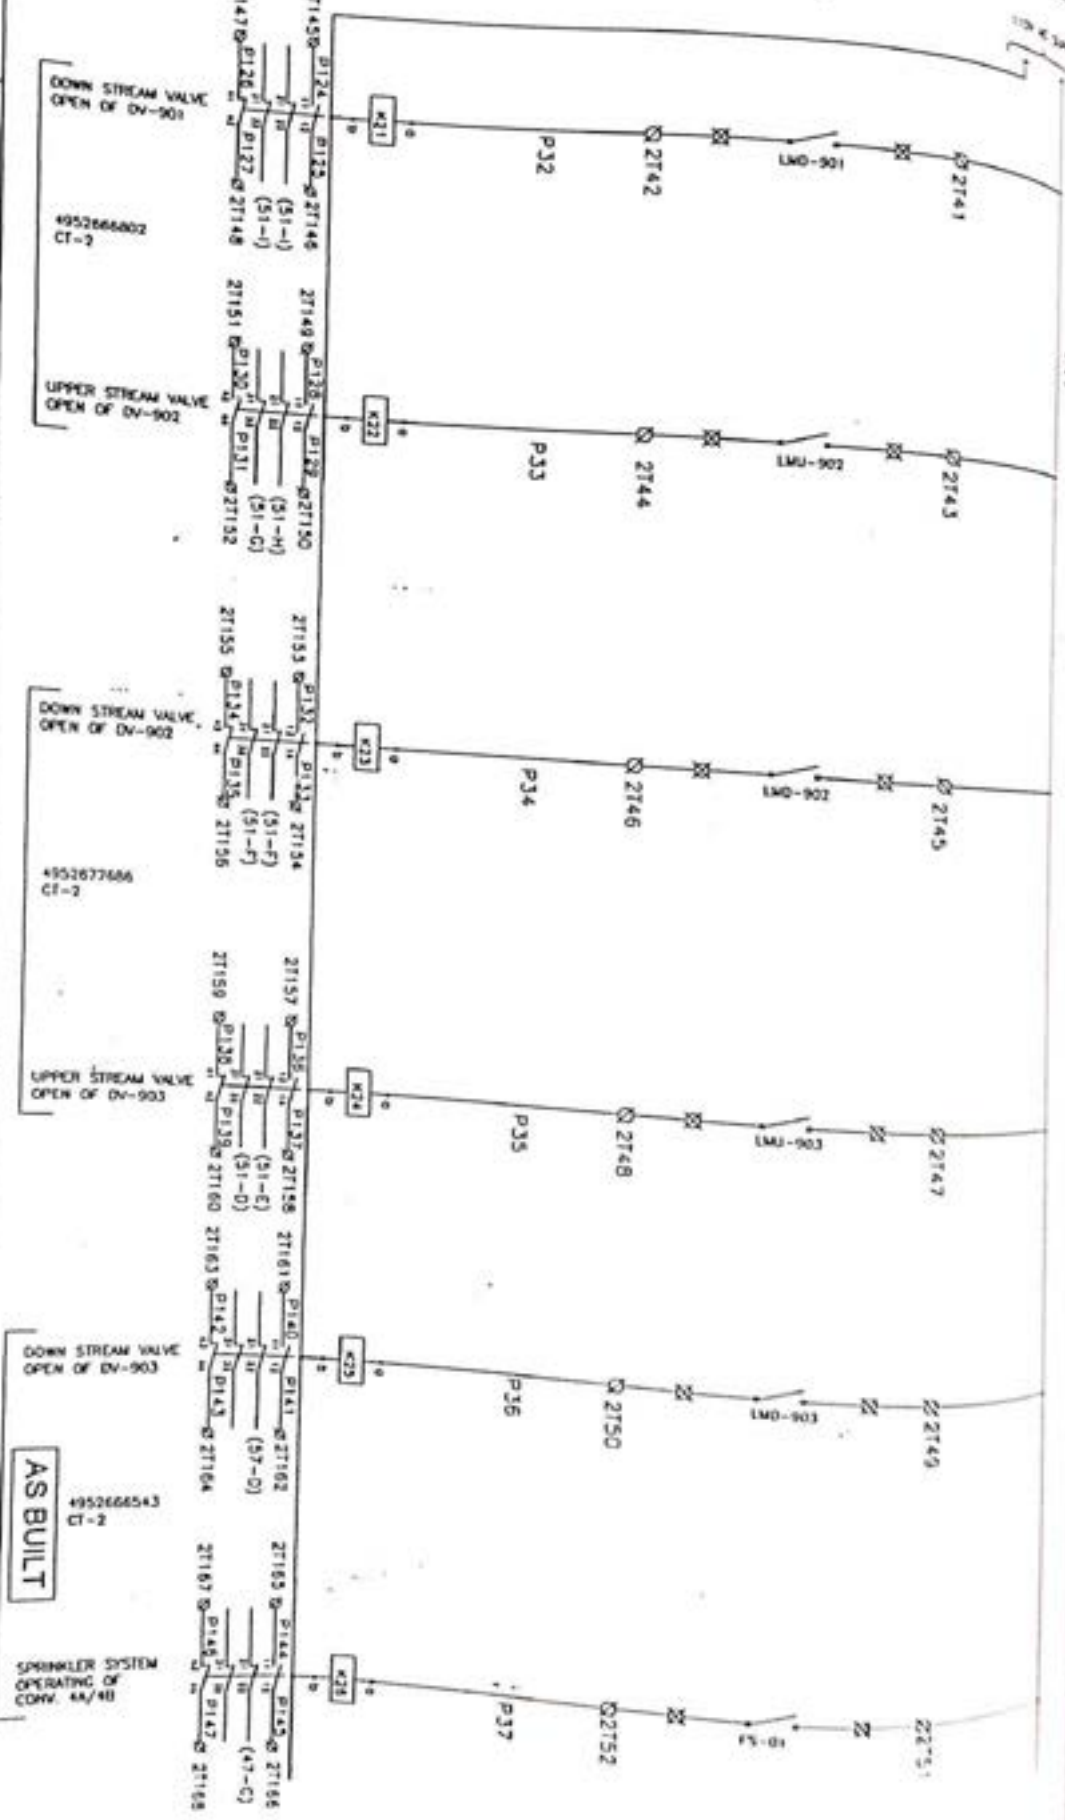 2T41
LMD-901
2T42
P32
K21
P124
P125
2T146
(51-I)
(51-I)
P126
P127
2T148
DOWN STREAM VALVE
OPEN OF DV-901
4952666802
CT-2
2T43
LMU-902
2T44
P33
K22
2T149
P128
P129
2T150
(51-H)
(51-G)
2T151
P130
P131
2T152
UPPER STREAM VALVE
OPEN OF DV-902
2T45
LMD-902
2T46
P34
K23
2T153
P132
P133
2T154
(51-F)
(51-F)
2T155
P134
P135
2T156
DOWN STREAM VALVE
OPEN OF DV-902
4952677686
CT-2
2T47
LMU-903
2T48
P35
K24
2T157
P136
P137
2T158
(51-E)
(51-D)
2T159
P138
P139
2T160
UPPER STREAM VALVE
OPEN OF DV-903
2T49
LMD-903
2T50
P36
K25
2T161
P140
P141
2T162
(57-D)
2T163
P142
P143
2T164
DOWN STREAM VALVE
OPEN OF DV-903
4952666543
CT-2
AS BUILT
2T51
FS-01
2T52
P37
K26
2T165
P144
P145
2T166
(47-C)
2T167
P146
P147
2T168
SPRINKLER SYSTEM
OPERATING OF
CONV. 4A/4B